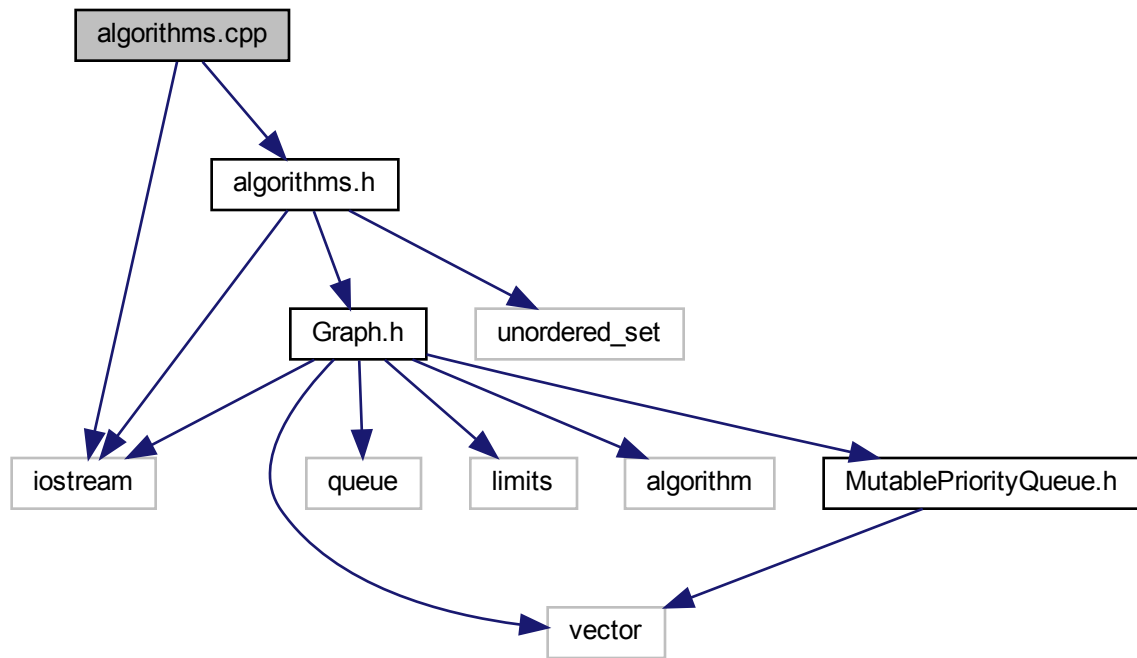 algorithms.cpp
algorithms.h
Graph.h
unordered_set
iostream
queue
limits
algorithm
MutablePriorityQueue.h
vector